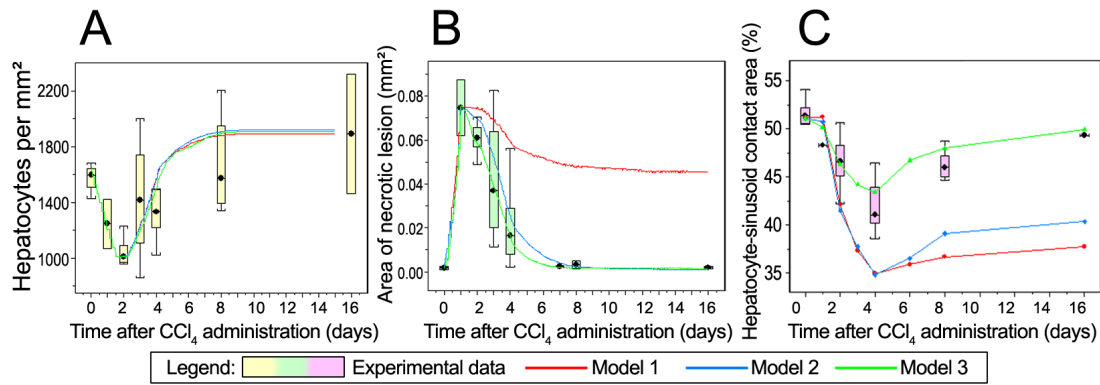 A
B
C
Hepatocytes per mm²
2200
1800
1400
1000
0 2 4 6 8 10 12 14 16
Time after CCl₄ administration (days)
Area of necrotic lesion (mm²)
0.08
0.06
0.04
0.02
0.00
0 2 4 6 8 10 12 14 16
Time after CCl₄ administration (days)
Hepatocyte-sinusoid contact area (%)
55
50
45
40
35
0 2 4 6 8 10 12 14 16
Time after CCl₄ administration (days)
Legend: Experimental data Model 1 Model 2 Model 3